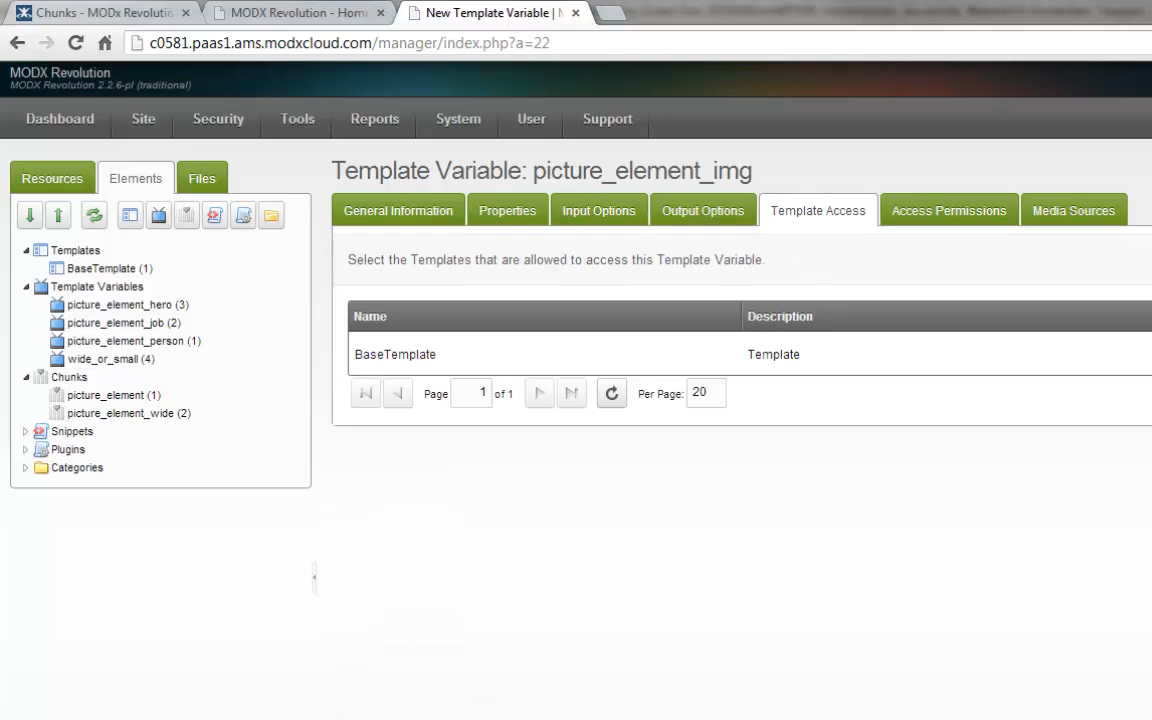 Chunks - MODx Revolutio
MODX Revolution - Hom
New Template Variable | M
c0581.paas1.ams.modxcloud.com/manager/index.php?a=22
MODX Revolution
MODX Revolution 2.2.6-pl (traditional)
Dashboard Site Security Tools Reports System User Support
Resources Elements Files
Template Variable: picture_element_img
General Information Properties Input Options Output Options Template Access Access Permissions Media Sources
Templates
BaseTemplate (1)
Template Variables
picture_element_hero (3)
picture_element_job (2)
picture_element_person (1)
wide_or_small (4)
Chunks
picture_element (1)
picture_element_wide (2)
Snippets
Plugins
Categories
Select the Templates that are allowed to access this Template Variable.
Name Description
BaseTemplate Template
Page 1 of 1 Per Page: 20